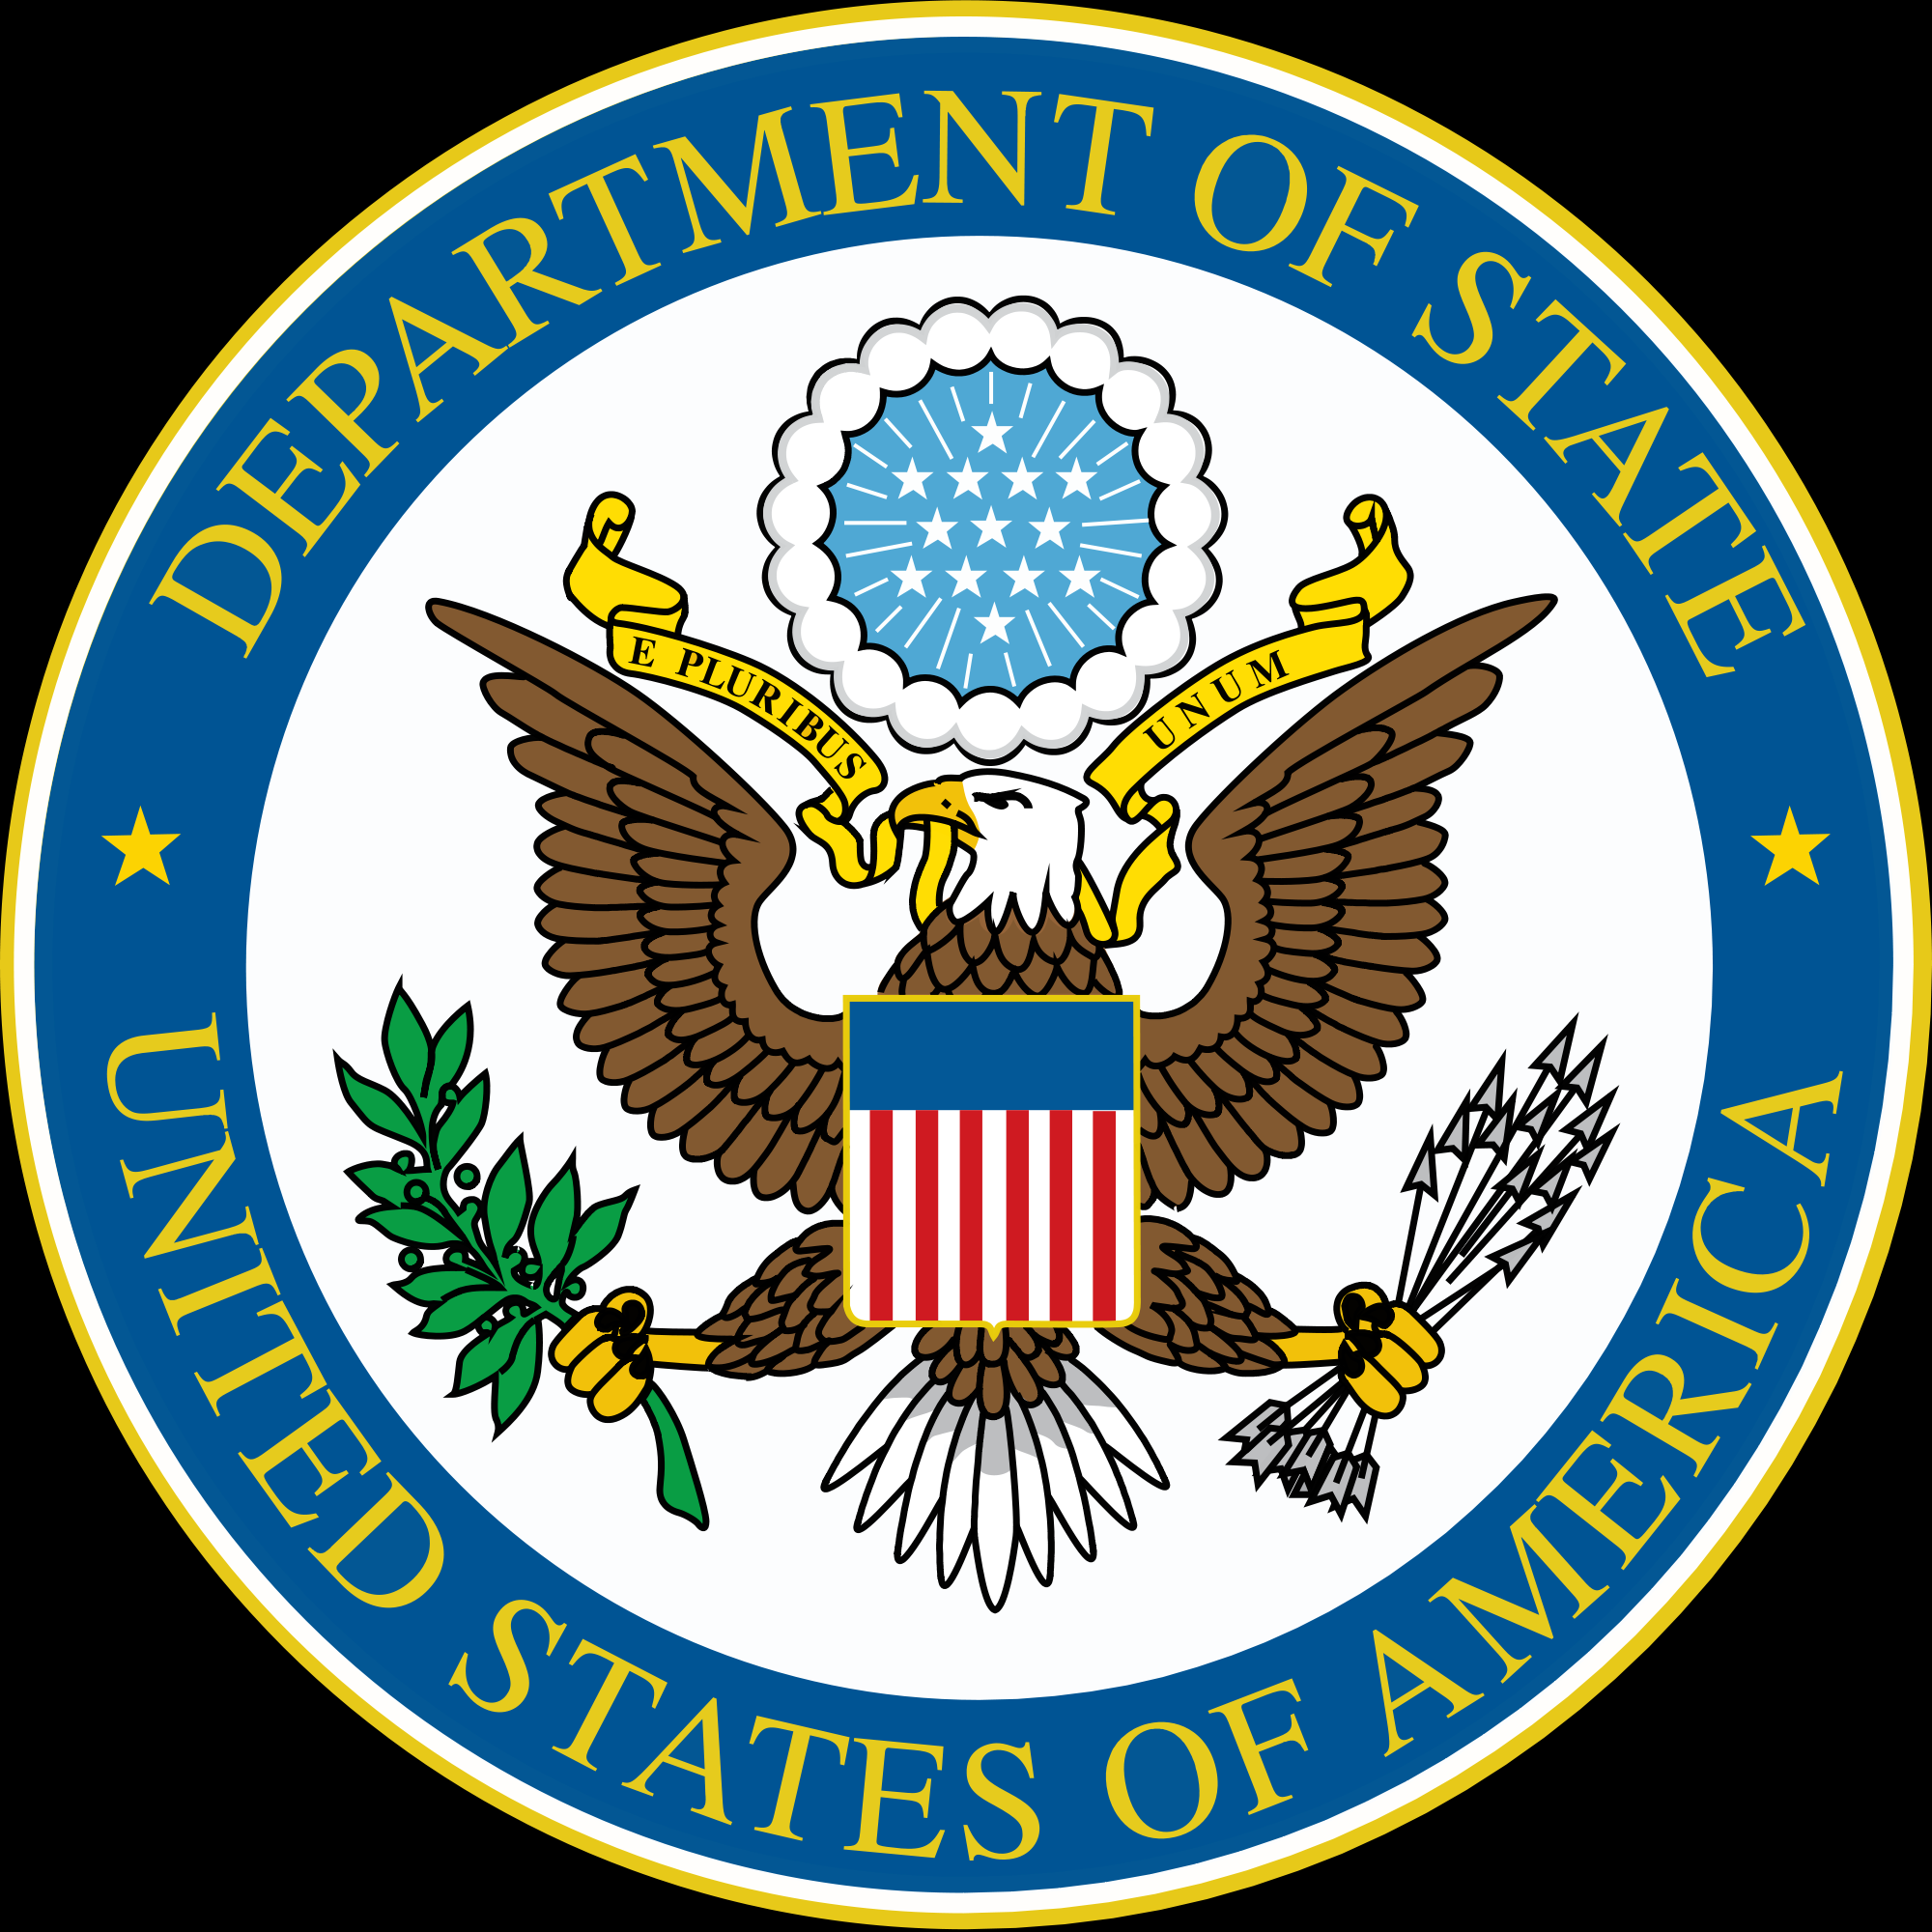 DEPARTMENT OF STATE
E PLURIBUS UNUM
UNITED STATES OF AMERICA